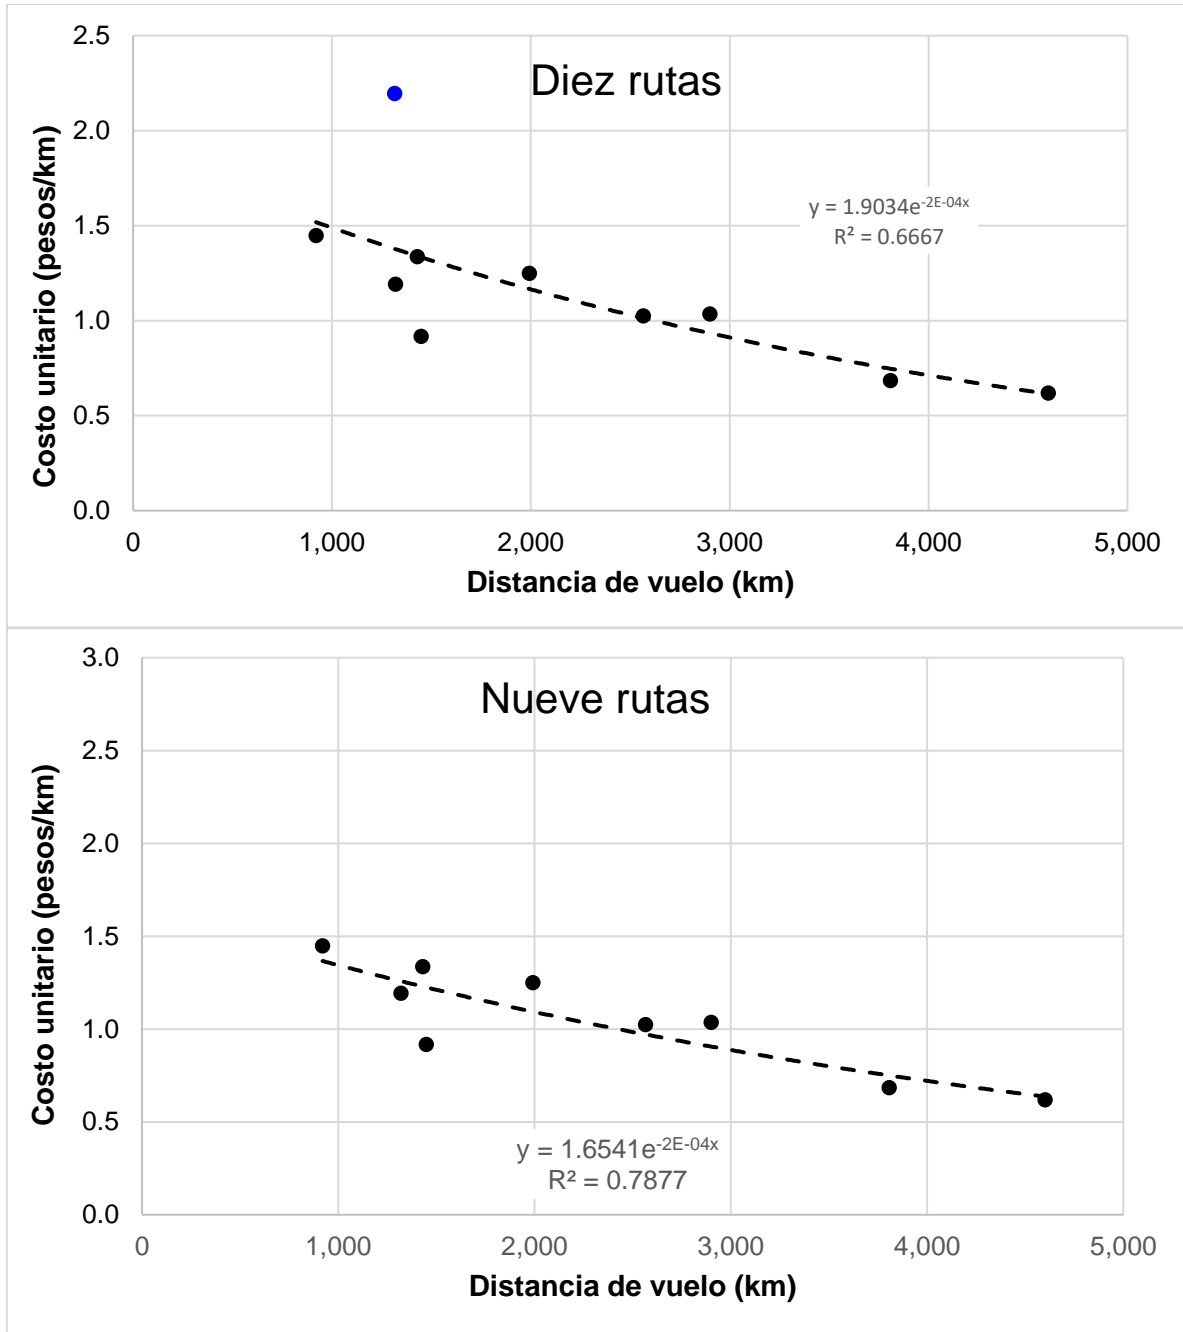 Diez rutas
Costo unitario (pesos/km)
2.5
2.0
1.5
1.0
0.5
0.0
y = 1.9034e^-2E-04x
R² = 0.6667
0 1,000 2,000 3,000 4,000 5,000
Distancia de vuelo (km)
Nueve rutas
Costo unitario (pesos/km)
3.0
2.5
2.0
1.5
1.0
0.5
0.0
y = 1.6541e^-2E-04x
R² = 0.7877
0 1,000 2,000 3,000 4,000 5,000
Distancia de vuelo (km)